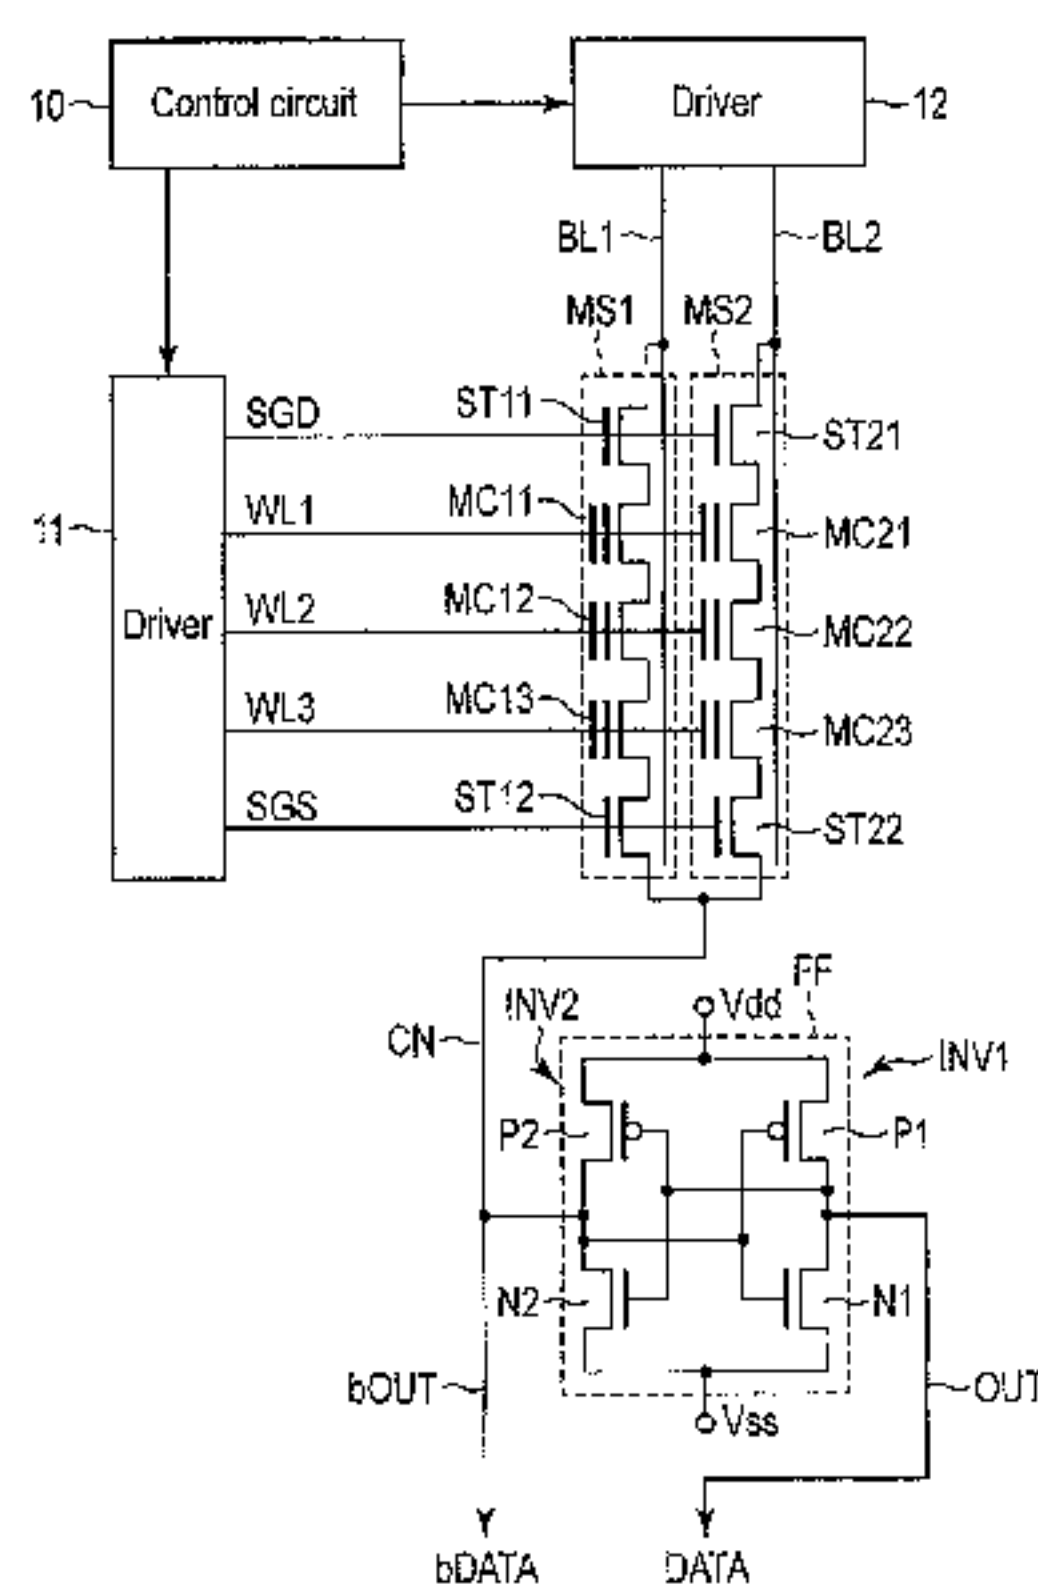 10
Control circuit
Driver
12
BL1
BL2
MS1
MS2
SGD
ST11
ST21
11
WL1
MC11
MC21
Driver
WL2
MC12
MC22
WL3
MC13
MC23
SGS
ST12
ST22
CN
INV2
Vdd
FF
INV1
P2
P1
N2
N1
bOUT
Vss
OUT
bDATA
DATA